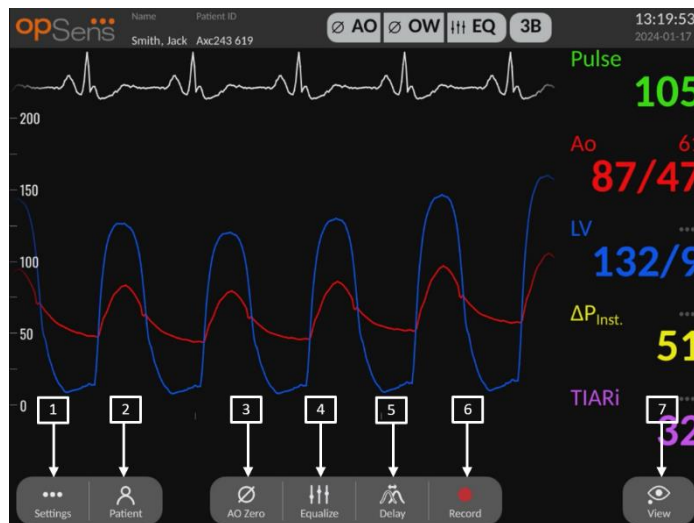 opSens
Name
Patient ID
Smith, Jack
Axc243 619
Ø AO
Ø OW
EQ
3B
13:19:53
2024-01-17
Pulse
105
Ao
87/47
LV
132/9
ΔPInst.
51
TIARi
32
200
150
100
50
0
1
2
3
4
5
6
7
Settings
Patient
AO Zero
Equalize
Delay
Record
View